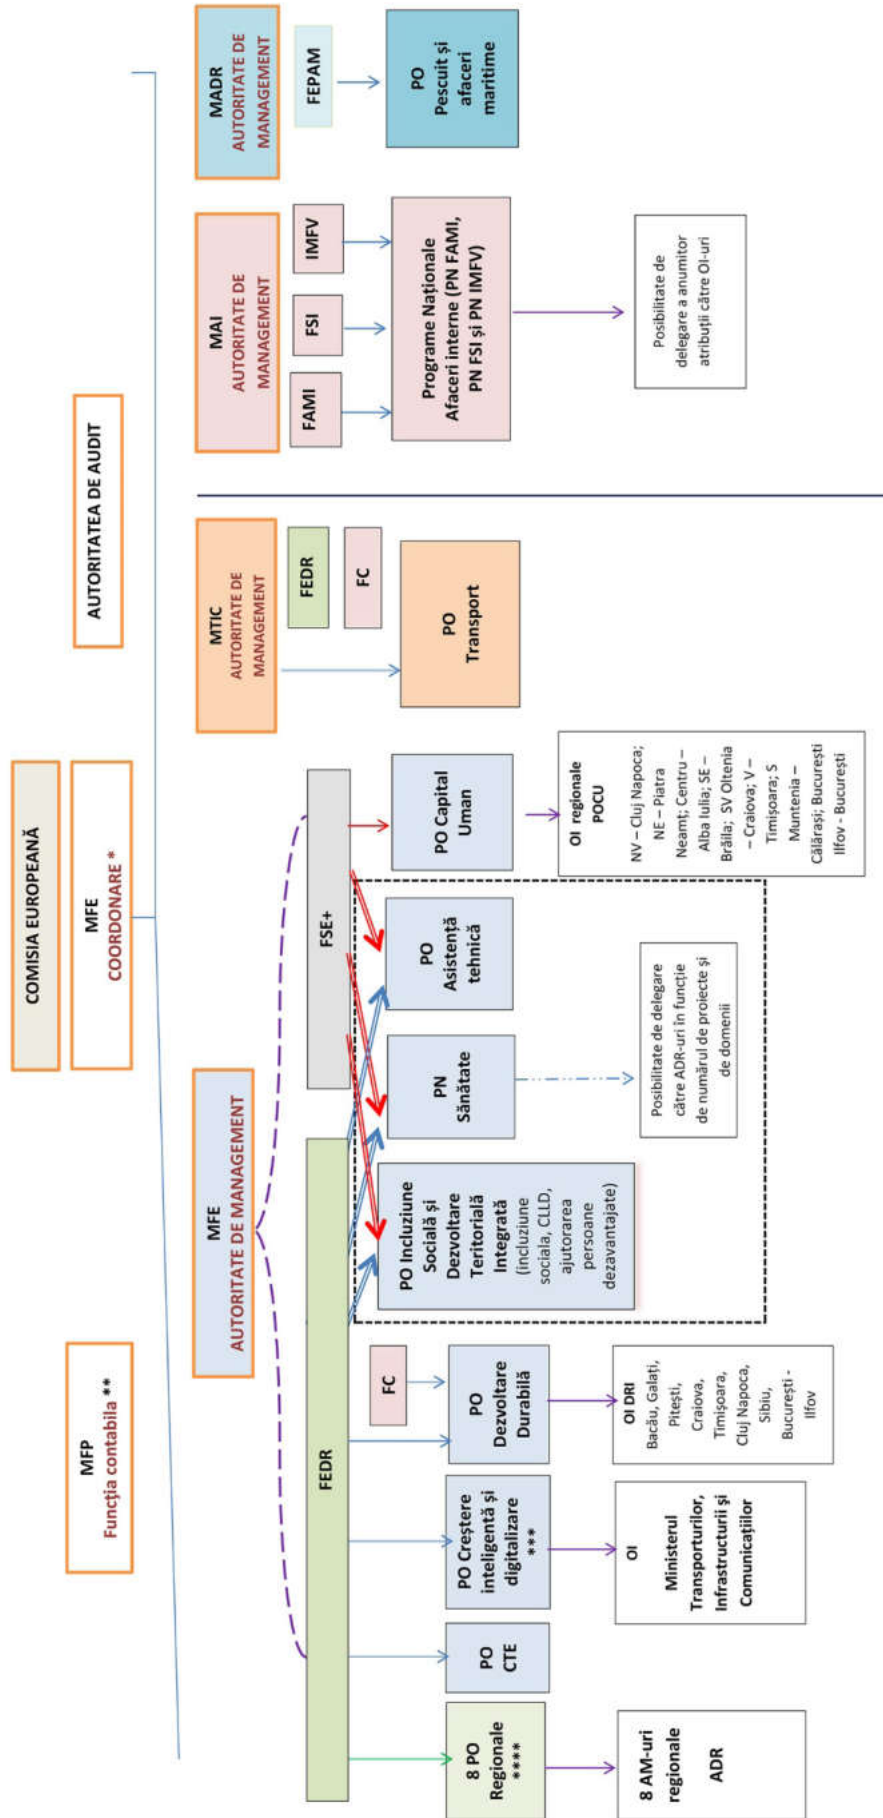 COMISIA EUROPEANĂ
MFP
Funcția contabila **
MFE
COORDONARE *
AUTORITATEA DE AUDIT
MFE
AUTORITATE DE MANAGEMENT
MTIC
AUTORITATE DE
MANAGEMENT
MAI
AUTORITATE DE
MANAGEMENT
MADR
AUTORITATE DE
MANAGEMENT
FEDR
FSE+
FEDR
FC
FAMI
FSI
IMFV
FEPAM
FC
8 PO
Regionale
****
PO
CTE
PO Creștere
inteligentă și
digitalizare
***
PO
Dezvoltare
Durabilă
PO Incluziune
Socială și
Dezvoltare
Teritorială
Integrată
(incluziune
sociala, CLLD,
ajutorarea
persoane
dezavantajate)
PN
Sănătate
PO
Asistență
tehnică
PO Capital
Uman
PO
Transport
Programe Naționale
Afaceri interne (PN FAMI,
PN FSI și PN IMFV)
PO
Pescuit și
afaceri
maritime
8 AM-uri
regionale
ADR
OI
Ministerul
Transporturilor,
Infrastructurii și
Comunicațiilor
OI DRI
Bacău, Galați,
Pitești,
Craiova,
Timișoara,
Cluj Napoca,
Sibiu,
București -
Ilfov
Posibilitate de delegare
către ADR-uri în funcție
de numărul de proiecte și
de domenii
OI regionale
POCU
NV – Cluj Napoca;
NE – Piatra
Neamț; Centru –
Alba Iulia; SE –
Brăila; SV Oltenia
– Craiova; V –
Timișoara; S
Muntenia –
Călărași; București
Ilfov - București
Posibilitate de
delegare a anumitor
atribuții către OI-uri